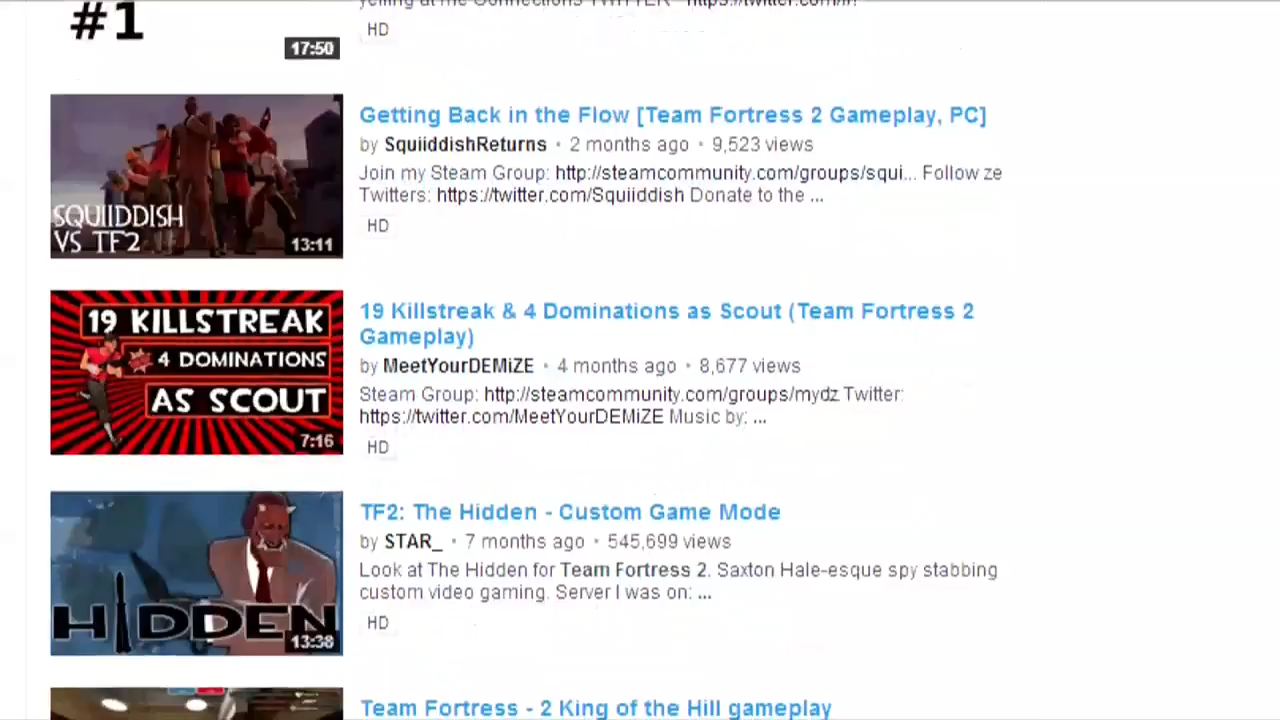 #1
17:50
HD
SQUIIDDISH
VS TF2
13:11
Getting Back in the Flow [Team Fortress 2 Gameplay, PC]
by SquiiddishReturns • 2 months ago • 9,523 views
Join my Steam Group: http://steamcommunity.com/groups/squi... Follow ze
Twitters: https://twitter.com/Squiiddish Donate to the ...
HD
19 KILLSTREAK
4 DOMINATIONS
AS SCOUT
7:16
19 Killstreak & 4 Dominations as Scout (Team Fortress 2
Gameplay)
by MeetYourDEMiZE • 4 months ago • 8,677 views
Steam Group: http://steamcommunity.com/groups/mydz Twitter:
https://twitter.com/MeetYourDEMiZE Music by: ...
HD
HIDDEN
13:38
TF2: The Hidden - Custom Game Mode
by STAR_ • 7 months ago • 545,699 views
Look at The Hidden for Team Fortress 2. Saxton Hale-esque spy stabbing
custom video gaming. Server I was on: ...
HD
Team Fortress - 2 King of the Hill gameplay